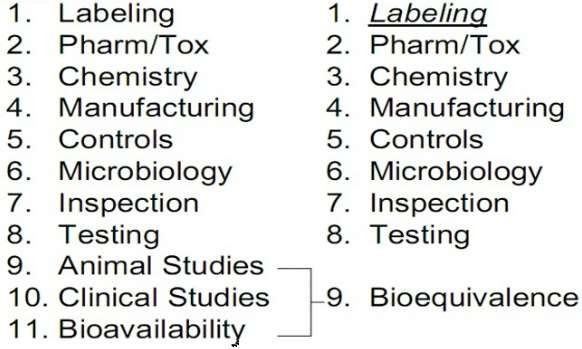 1. Labeling
2. Pharm/Tox
3. Chemistry
4. Manufacturing
5. Controls
6. Microbiology
7. Inspection
8. Testing
9. Animal Studies
10. Clinical Studies
11. Bioavailability
1. Labeling
2. Pharm/Tox
3. Chemistry
4. Manufacturing
5. Controls
6. Microbiology
7. Inspection
8. Testing
9. Bioequivalence